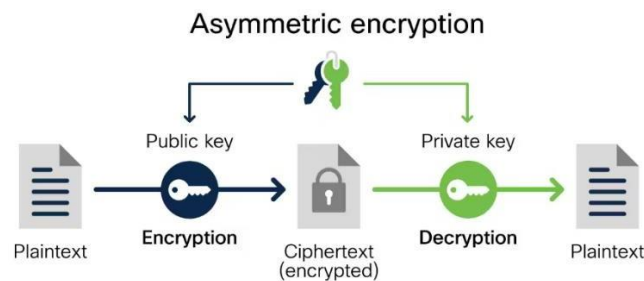 Asymmetric encryption
Public key
Private key
Plaintext
Encryption
Ciphertext
(encrypted)
Decryption
Plaintext